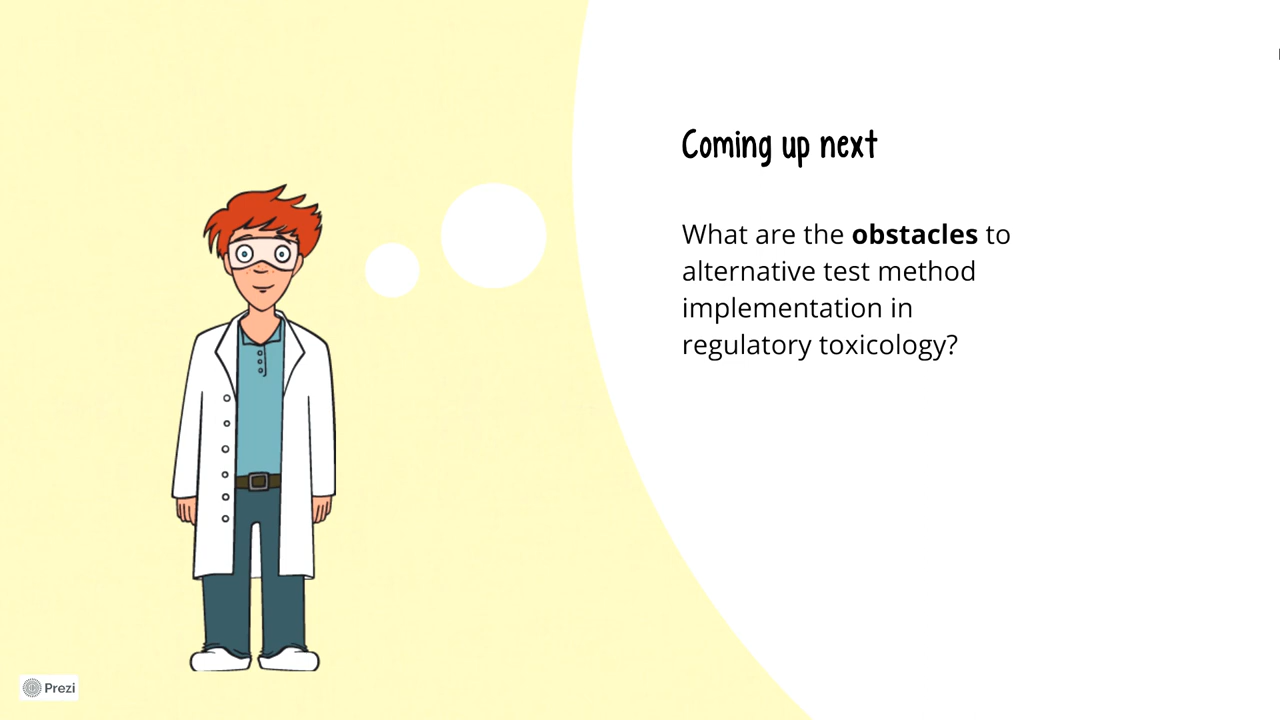 Coming up next
What are the obstacles to
alternative test method
implementation in
regulatory toxicology?
Prezi